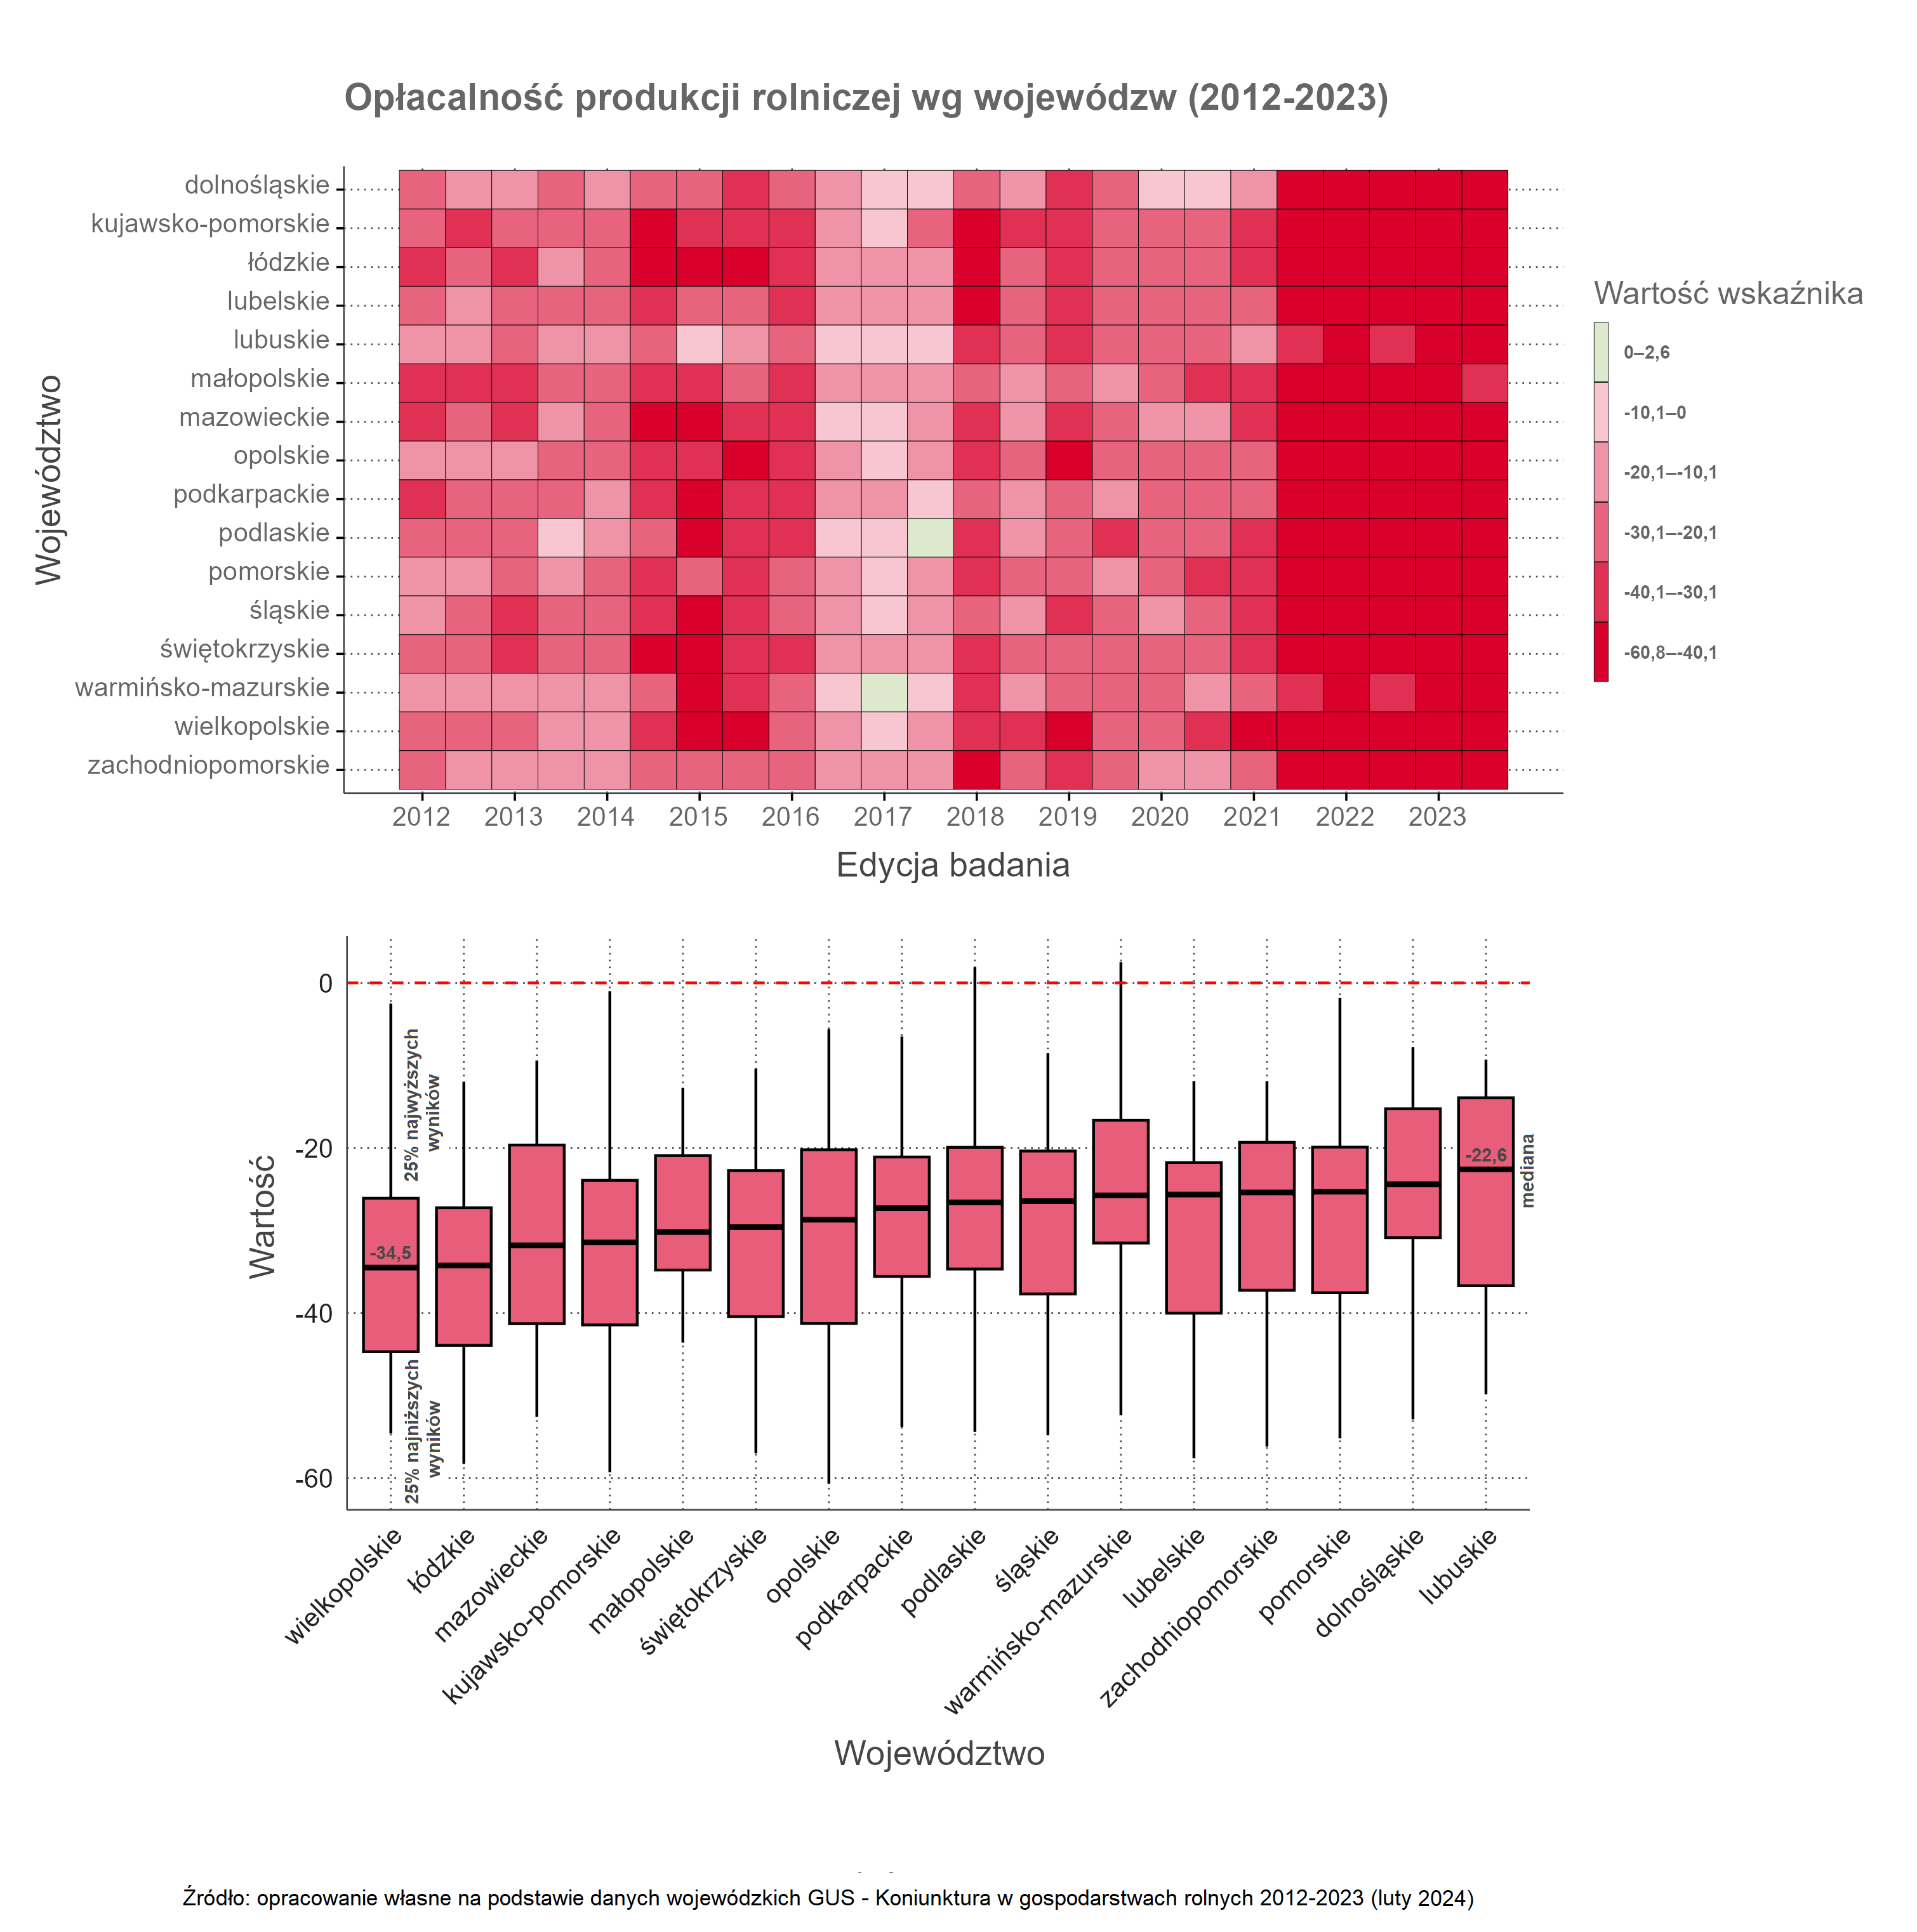 Opłacalność produkcji rolniczej wg wojewódzw (2012-2023)
Województwo
dolnośląskie
kujawsko-pomorskie
łódzkie
lubelskie
lubuskie
małopolskie
mazowieckie
opolskie
podkarpackie
podlaskie
pomorskie
śląskie
świętokrzyskie
warmińsko-mazurskie
wielkopolskie
zachodniopomorskie
2012 2013 2014 2015 2016 2017 2018 2019 2020 2021 2022 2023
Edycja badania
Wartość wskaźnika
0–2,6
-10,1–0
-20,1–-10,1
-30,1–-20,1
-40,1–-30,1
-60,8–-40,1
Wartość
0
-20
-40
-60
25% najwyższych
wyników
-34,5
25% najniższych
wyników
-22,6
mediana
wielkopolskie
łódzkie
mazowieckie
kujawsko-pomorskie
małopolskie
świętokrzyskie
opolskie
podkarpackie
podlaskie
śląskie
warmińsko-mazurskie
lubelskie
zachodniopomorskie
pomorskie
dolnośląskie
lubuskie
Województwo
Źródło: opracowanie własne na podstawie danych wojewódzkich GUS - Koniunktura w gospodarstwach rolnych 2012-2023 (luty 2024)